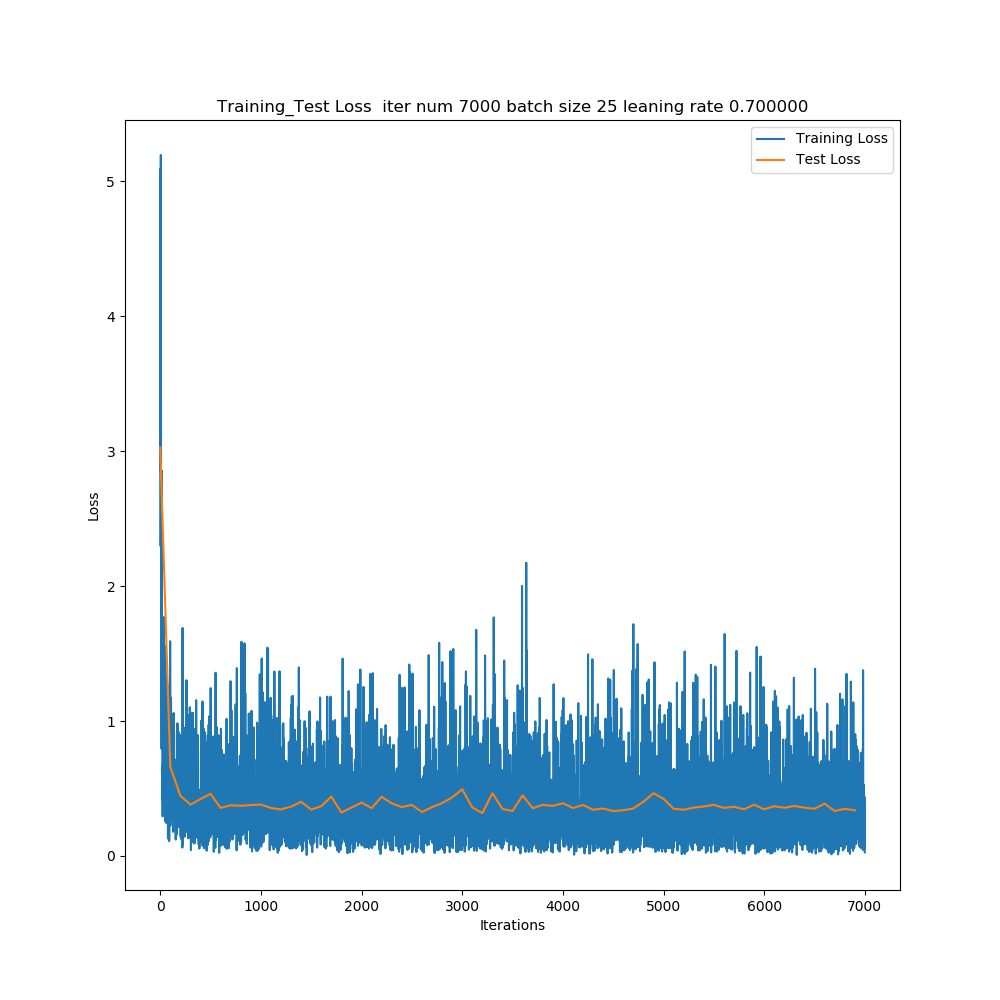 Training_Test Loss  iter num 7000 batch size 25 leaning rate 0.700000
Training Loss
Test Loss
5
4
3
2
1
0
Loss
0 1000 2000 3000 4000 5000 6000 7000
Iterations